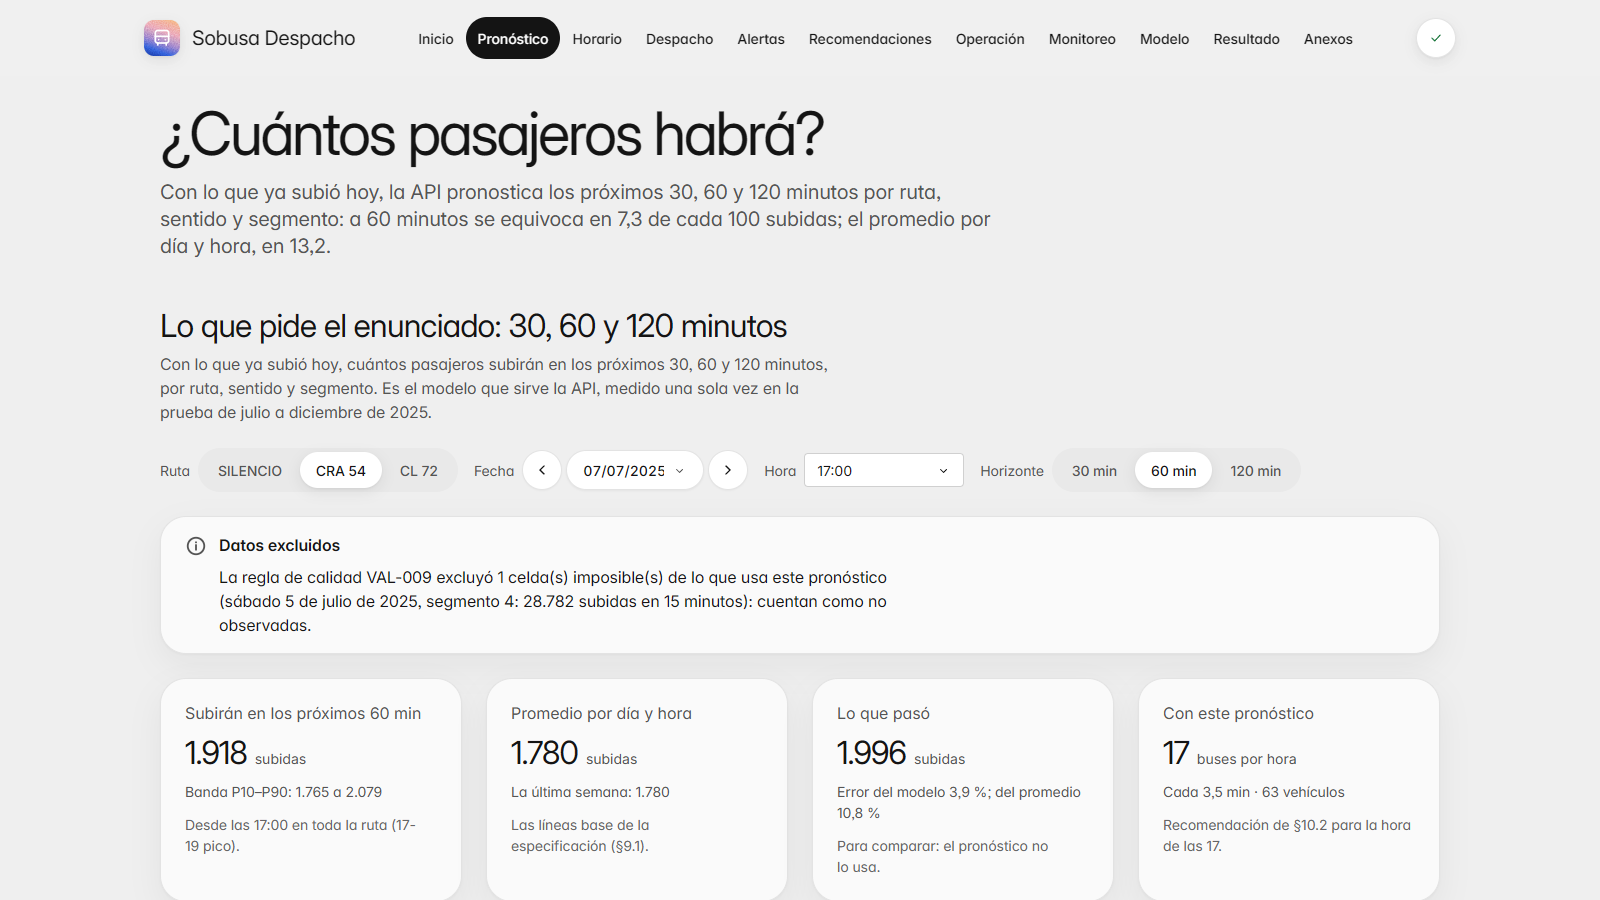 Sobusa Despacho
Inicio
Pronóstico
Horario
Despacho
Alertas
Recomendaciones
Operación
Monitoreo
Modelo
Resultado
Anexos
¿Cuántos pasajeros habrá?
Con lo que ya subió hoy, la API pronostica los próximos 30, 60 y 120 minutos por ruta,
sentido y segmento: a 60 minutos se equivoca en 7,3 de cada 100 subidas; el promedio por
día y hora, en 13,2.
Lo que pide el enunciado: 30, 60 y 120 minutos
Con lo que ya subió hoy, cuántos pasajeros subirán en los próximos 30, 60 y 120 minutos,
por ruta, sentido y segmento. Es el modelo que sirve la API, medido una sola vez en la
prueba de julio a diciembre de 2025.
Ruta SILENCIO CRA 54 CL 72 Fecha 07/07/2025 Hora 17:00 Horizonte 30 min 60 min 120 min
Datos excluidos
La regla de calidad VAL-009 excluyó 1 celda(s) imposible(s) de lo que usa este pronóstico
(sábado 5 de julio de 2025, segmento 4: 28.782 subidas en 15 minutos): cuentan como no
observadas.
Subirán en los próximos 60 min
1.918 subidas
Banda P10–P90: 1.765 a 2.079
Desde las 17:00 en toda la ruta (17-
19 pico).
Promedio por día y hora
1.780 subidas
La última semana: 1.780
Las líneas base de la
especificación (§9.1).
Lo que pasó
1.996 subidas
Error del modelo 3,9 %; del promedio
10,8 %
Para comparar: el pronóstico no
lo usa.
Con este pronóstico
17 buses por hora
Cada 3,5 min · 63 vehículos
Recomendación de §10.2 para la hora
de las 17.